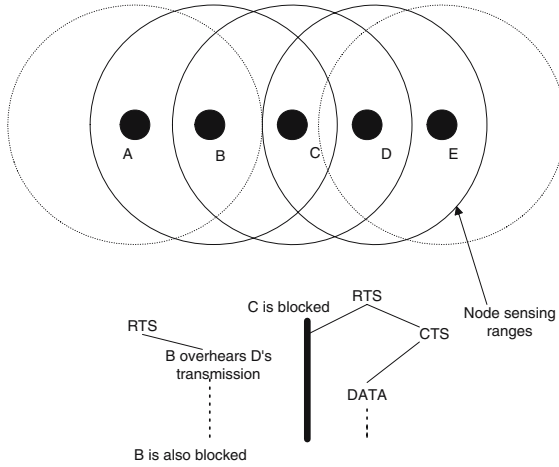 A
B
C
D
E
Node sensing
ranges
C is blocked
RTS
RTS
CTS
B overhears D's
transmission
DATA
B is also blocked